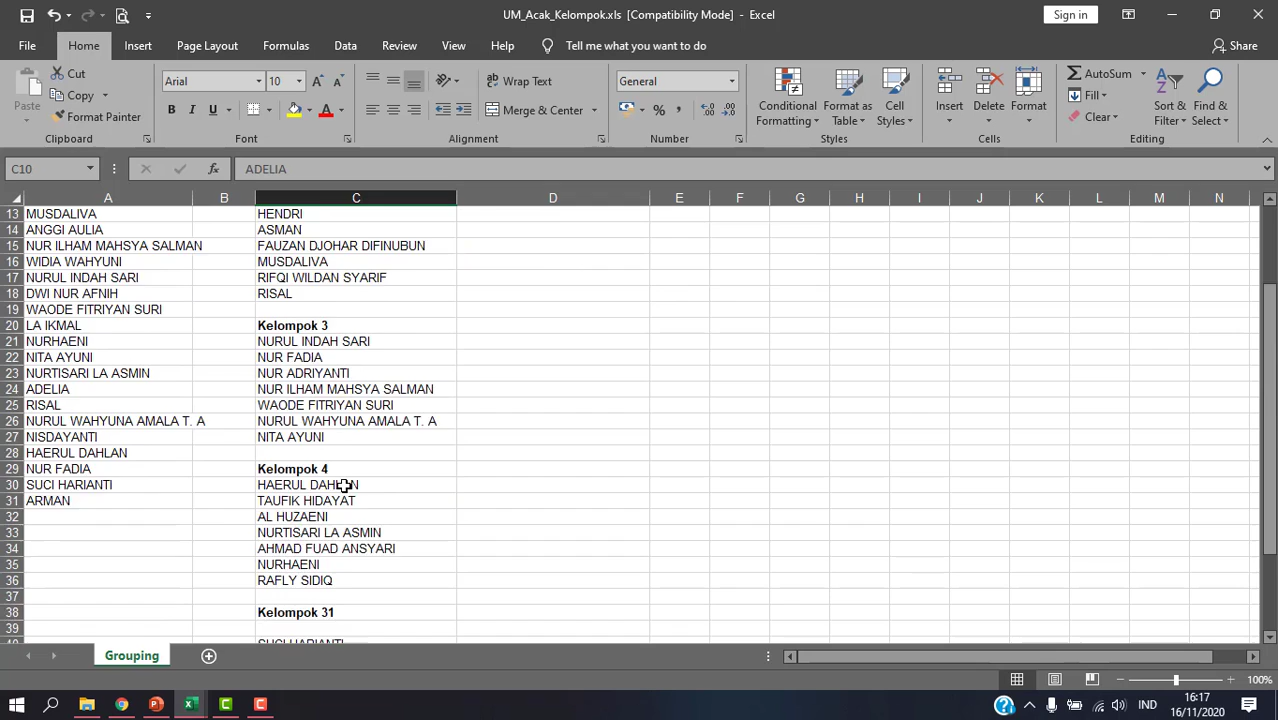 UM_Acak_Kelompok.xls [Compatibility Mode] - Excel
Sign in
File Home Insert Page Layout Formulas Data Review View Help Tell me what you want to do Share
Paste
Cut
Copy
Format Painter
Clipboard
Arial 10
B I U
Font
Wrap Text
Merge & Center
Alignment
General
Number
Conditional Formatting
Format as Table
Cell Styles
Styles
Insert
Delete
Format
Cells
AutoSum
Fill
Clear
Sort & Filter
Find & Select
Editing
C10 fx ADELIA
A B C D E F G H I J K L M N
13 MUSDALIVA HENDRI
14 ANGGI AULIA ASMAN
15 NUR ILHAM MAHSYA SALMAN FAUZAN DJOHAR DIFINUBUN
16 WIDIA WAHYUNI MUSDALIVA
17 NURUL INDAH SARI RIFQI WILDAN SYARIF
18 DWI NUR AFNIH RISAL
19 WAODE FITRIYAN SURI
20 LA IKMAL Kelompok 3
21 NURHAENI NURUL INDAH SARI
22 NITA AYUNI NUR FADIA
23 NURTISARI LA ASMIN NUR ADRIYANTI
24 ADELIA NUR ILHAM MAHSYA SALMAN
25 RISAL WAODE FITRIYAN SURI
26 NURUL WAHYUNA AMALA T. A NURUL WAHYUNA AMALA T. A
27 NISDAYANTI NITA AYUNI
28 HAERUL DAHLAN
29 NUR FADIA Kelompok 4
30 SUCI HARIANTI HAERUL DAHLAN
31 ARMAN TAUFIK HIDAYAT
32 AL HUZAENI
33 NURTISARI LA ASMIN
34 AHMAD FUAD ANSYARI
35 NURHAENI
36 RAFLY SIDIQ
37
38 Kelompok 31
39
40 SUCI HARIANTI
Grouping
100%
IND
16:17
16/11/2020